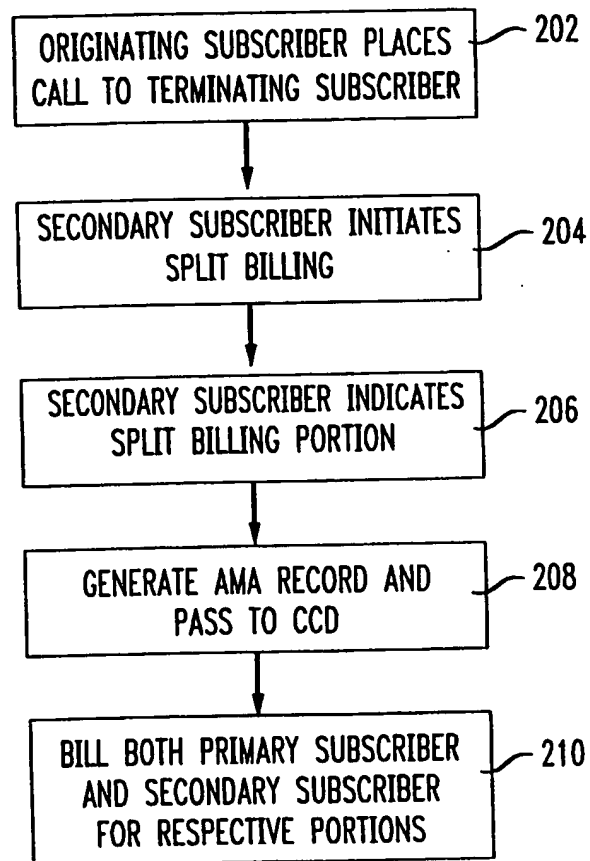 ORIGINATING SUBSCRIBER PLACES
CALL TO TERMINATING SUBSCRIBER
202
SECONDARY SUBSCRIBER INITIATES
SPLIT BILLING
204
SECONDARY SUBSCRIBER INDICATES
SPLIT BILLING PORTION
206
GENERATE AMA RECORD AND
PASS TO CCD
208
BILL BOTH PRIMARY SUBSCRIBER
AND SECONDARY SUBSCRIBER
FOR RESPECTIVE PORTIONS
210